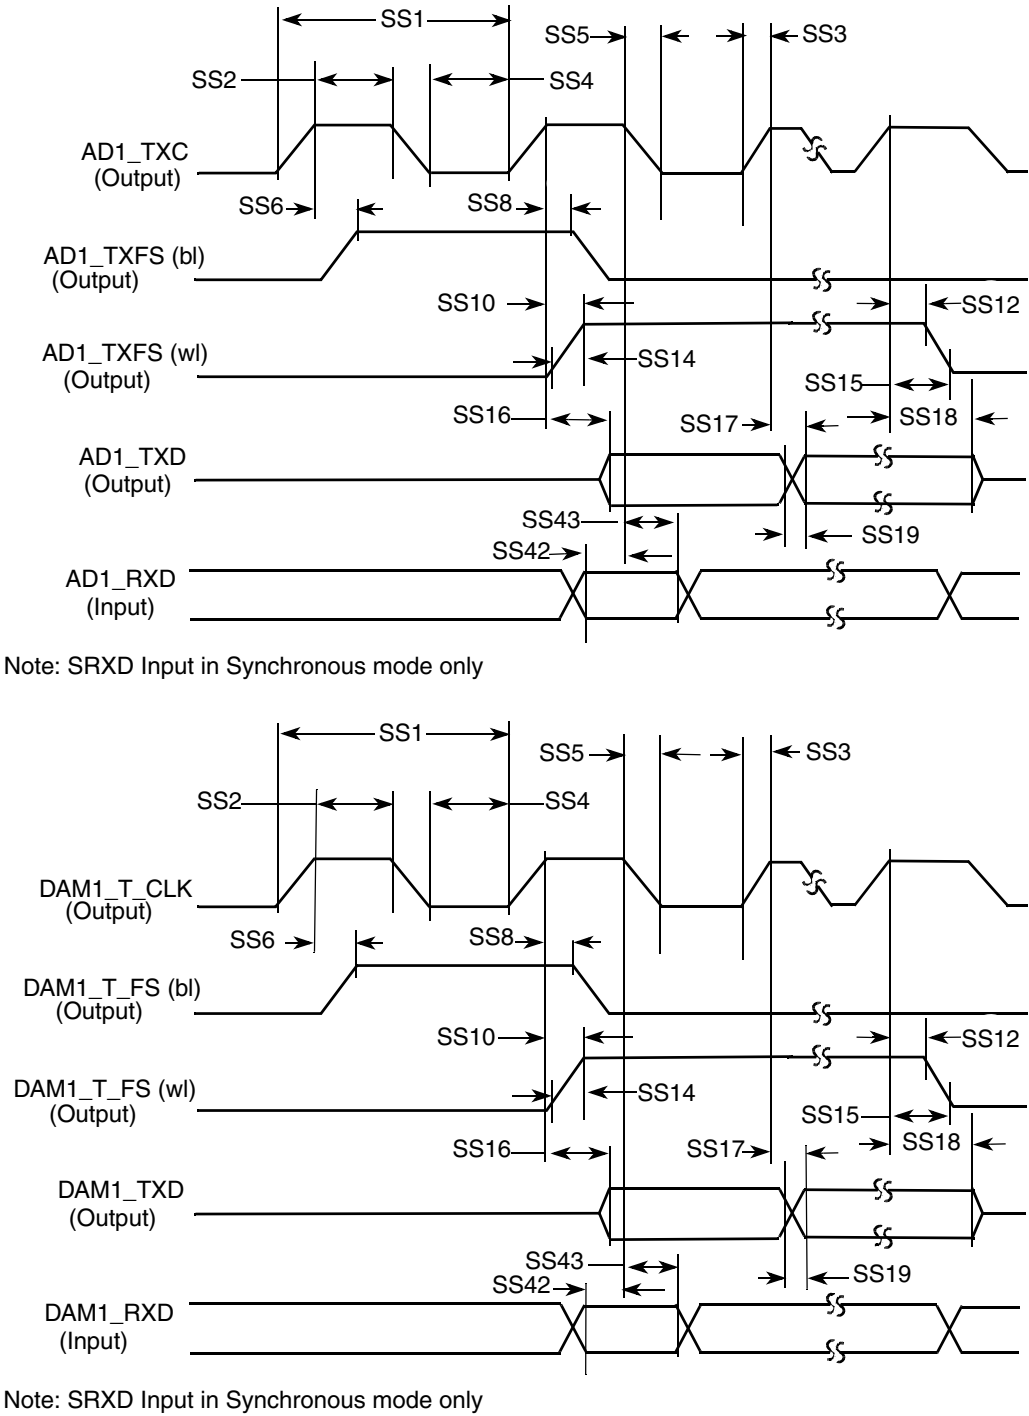 SS1
SS5
SS3
SS2
SS4
AD1_TXC
(Output)
SS6
SS8
AD1_TXFS (bl)
(Output)
SS10
SS12
AD1_TXFS (wl)
(Output)
SS14
SS15
SS16
SS17
SS18
AD1_TXD
(Output)
SS43
SS19
SS42
AD1_RXD
(Input)
Note: SRXD Input in Synchronous mode only
SS1
SS5
SS3
SS2
SS4
DAM1_T_CLK
(Output)
SS6
SS8
DAM1_T_FS (bl)
(Output)
SS10
SS12
DAM1_T_FS (wl)
(Output)
SS14
SS15
SS16
SS17
SS18
DAM1_TXD
(Output)
SS43
SS19
SS42
DAM1_RXD
(Input)
Note: SRXD Input in Synchronous mode only